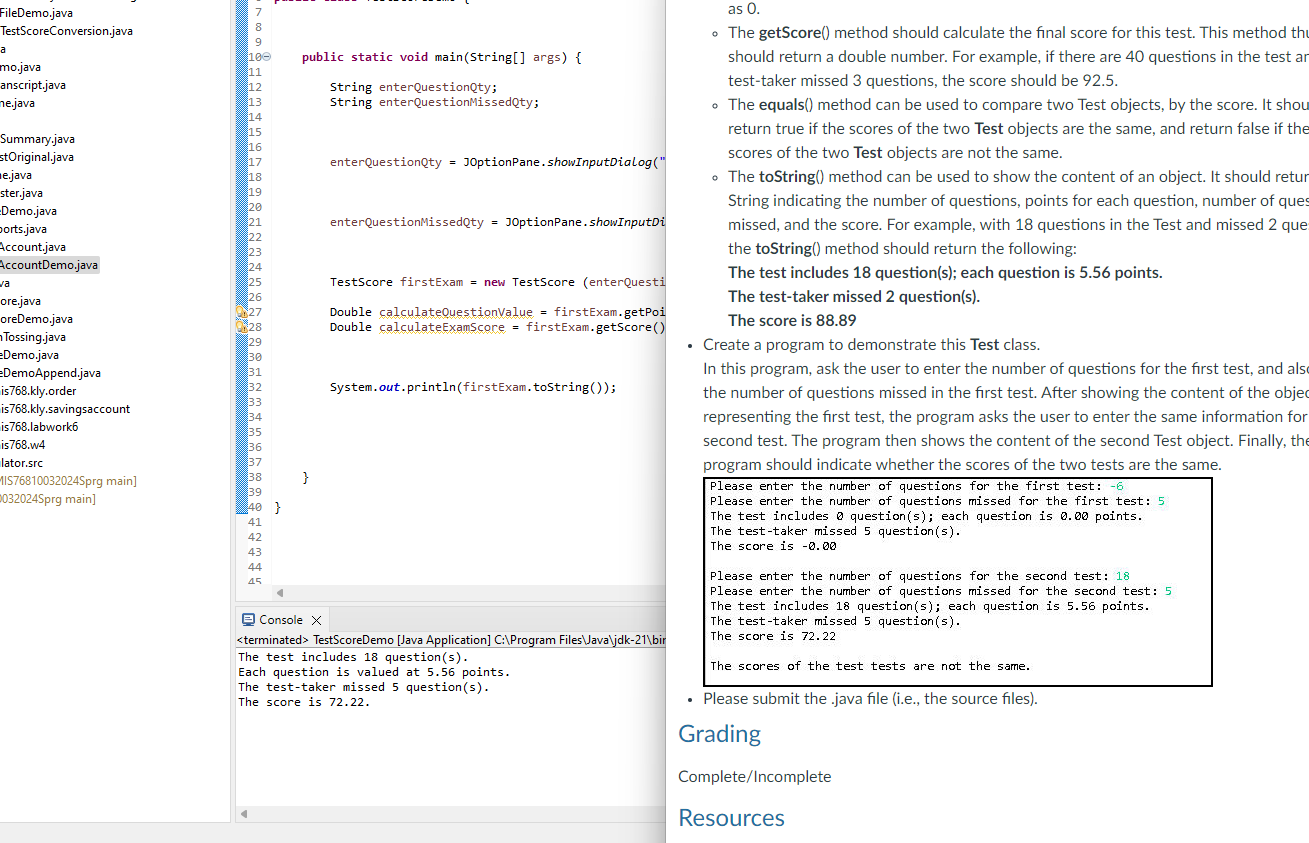 FileDemo.java
TestScoreConversion.java
a
mo.java
anscript.java
ne.java
Summary.java
stOriginal.java
e.java
ster.java
eDemo.java
ports.java
Account.java
AccountDemo.java
va
ore.java
oreDemo.java
nTossing.java
eDemo.java
eDemoAppend.java
is768.kly.order
is768.kly.savingsaccount
is768.labwork6
is768.w4
lator.src
MIS76810032024Sprg main]
0032024Sprg main]
7
8
9
10 public static void main(String[] args) {
11
12 String enterQuestionQty;
13 String enterQuestionMissedQty;
14
15
16
17 enterQuestionQty = JOptionPane.showInputDialog("
18
19
20
21 enterQuestionMissedQty = JOptionPane.showInputDi
22
23
24
25 TestScore firstExam = new TestScore (enterQuesti
26
27 Double calculateQuestionValue = firstExam.getPoi
28 Double calculateExamScore = firstExam.getScore()
29
30
31
32 System.out.println(firstExam.toString());
33
34
35
36
37
38 }
39
40 }
41
42
43
44
45
Console
<terminated> TestScoreDemo [Java Application] C:\Program Files\Java\jdk-21\bin
The test includes 18 question(s).
Each question is valued at 5.56 points.
The test-taker missed 5 question(s).
The score is 72.22.
as 0.
The getScore() method should calculate the final score for this test. This method thu
should return a double number. For example, if there are 40 questions in the test an
test-taker missed 3 questions, the score should be 92.5.
The equals() method can be used to compare two Test objects, by the score. It shou
return true if the scores of the two Test objects are the same, and return false if the
scores of the two Test objects are not the same.
The toString() method can be used to show the content of an object. It should retur
String indicating the number of questions, points for each question, number of ques
missed, and the score. For example, with 18 questions in the Test and missed 2 que
the toString() method should return the following:
The test includes 18 question(s); each question is 5.56 points.
The test-taker missed 2 question(s).
The score is 88.89
Create a program to demonstrate this Test class.
In this program, ask the user to enter the number of questions for the first test, and also
the number of questions missed in the first test. After showing the content of the objec
representing the first test, the program asks the user to enter the same information for
second test. The program then shows the content of the second Test object. Finally, the
program should indicate whether the scores of the two tests are the same.
Please enter the number of questions for the first test: -6
Please enter the number of questions missed for the first test: 5
The test includes 0 question(s); each question is 0.00 points.
The test-taker missed 5 question(s).
The score is -0.00
Please enter the number of questions for the second test: 18
Please enter the number of questions missed for the second test: 5
The test includes 18 question(s); each question is 5.56 points.
The test-taker missed 5 question(s).
The score is 72.22
The scores of the test tests are not the same.
Please submit the .java file (i.e., the source files).
Grading
Complete/Incomplete
Resources